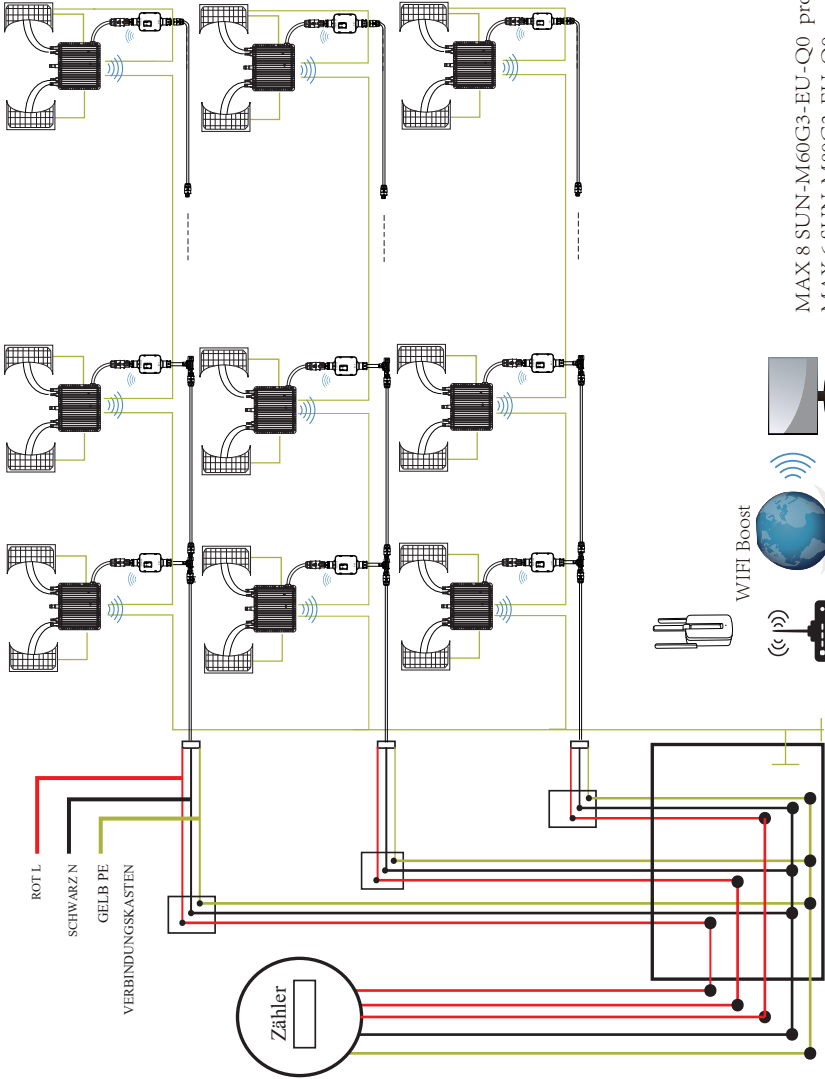 ROT L
SCHWARZ N
GELB PE
VERBINDUNGSKASTEN
Zähler
WIFI Boost
MAX 8 SUN-M60G3-EU-Q0